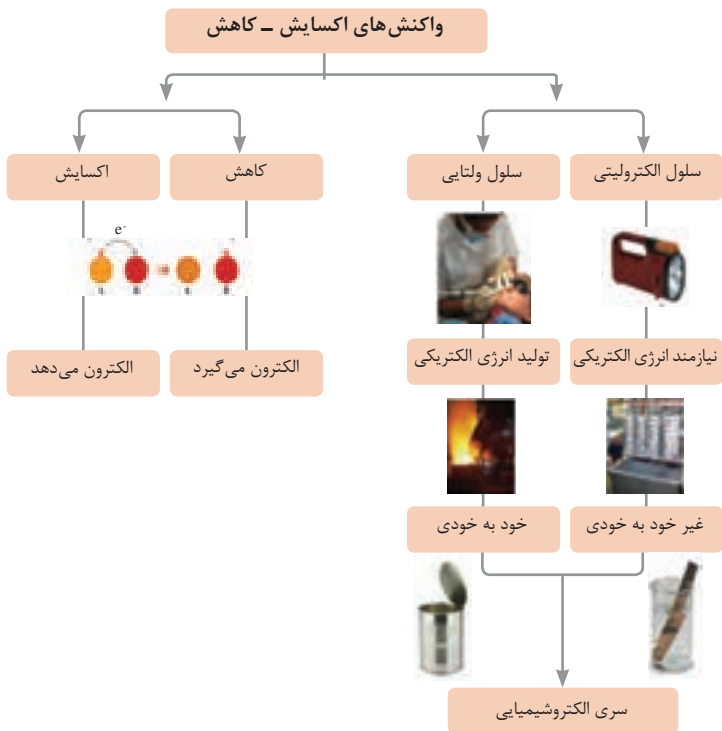 واکنش‌های اکسایش – کاهش
سلول الکترولیتی
سلول ولتایی
کاهش
اکسایش
e⁻
نیازمند انرژی الکتریکی
تولید انرژی الکتریکی
الکترون می‌گیرد
الکترون می‌دهد
غیر خود به خودی
خود به خودی
سری الکتروشیمیایی